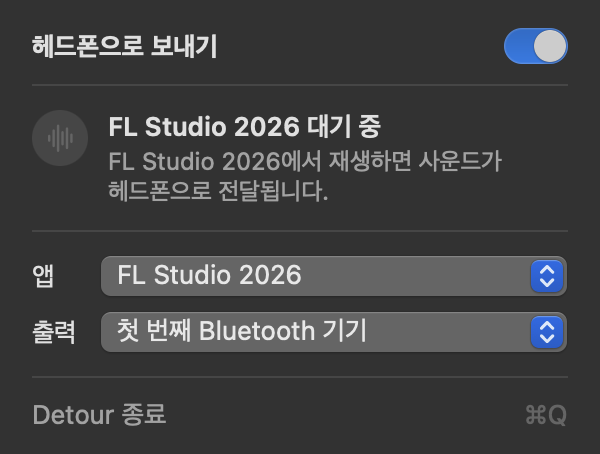 헤드폰으로 보내기
FL Studio 2026 대기 중
FL Studio 2026에서 재생하면 사운드가
헤드폰으로 전달됩니다.
앱 FL Studio 2026
출력 첫 번째 Bluetooth 기기
Detour 종료 ⌘Q